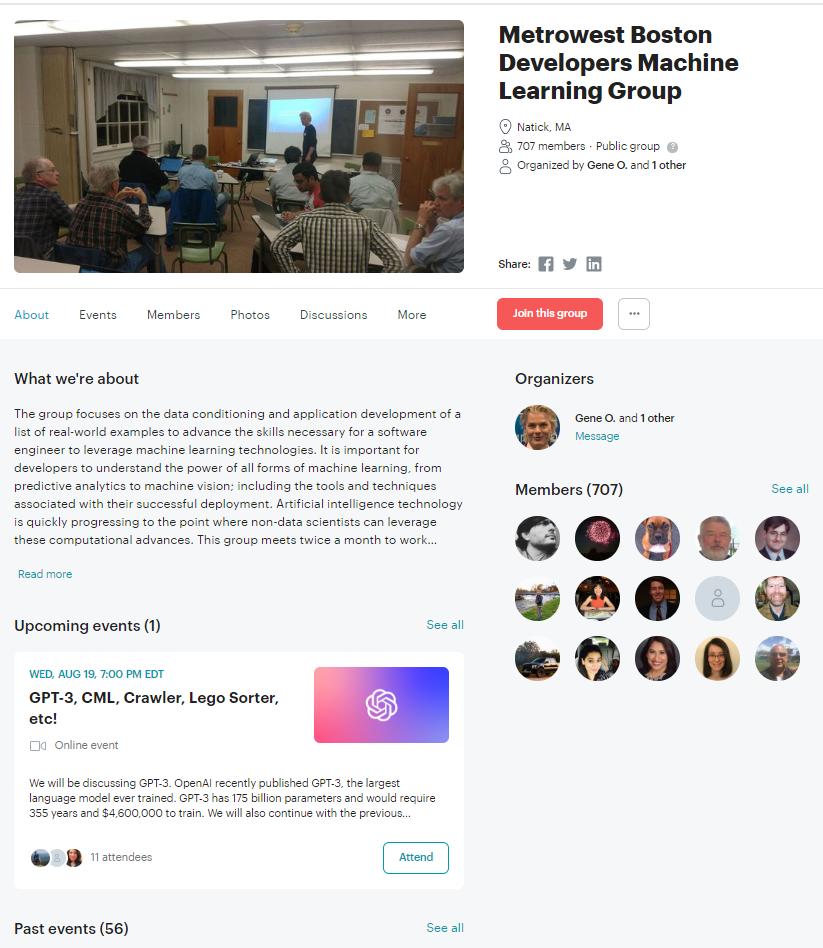 Metrowest Boston
Developers Machine
Learning Group
Natick, MA
707 members · Public group ?
Organized by Gene O. and 1 other
Share:
About Events Members Photos Discussions More
Join this group
What we're about
The group focuses on the data conditioning and application development of a
list of real-world examples to advance the skills necessary for a software
engineer to leverage machine learning technologies. It is important for
developers to understand the power of all forms of machine learning, from
predictive analytics to machine vision; including the tools and techniques
associated with their successful deployment. Artificial intelligence technology
is quickly progressing to the point where non-data scientists can leverage
these computational advances. This group meets twice a month to work...
Read more
Upcoming events (1)
See all
WED, AUG 19, 7:00 PM EDT
GPT-3, CML, Crawler, Lego Sorter,
etc!
Online event
We will be discussing GPT-3. OpenAI recently published GPT-3, the largest
language model ever trained. GPT-3 has 175 billion parameters and would require
355 years and $4,600,000 to train. We will also continue with the previous...
11 attendees
Attend
Past events (56)
See all
Organizers
Gene O. and 1 other
Message
Members (707)
See all